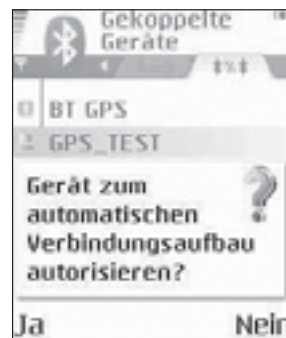 Gekoppelte
Geräte
BT GPS
GPS_TEST
Gerät zum
automatischen
Verbindungsaufbau
autorisieren?
Ja Nein